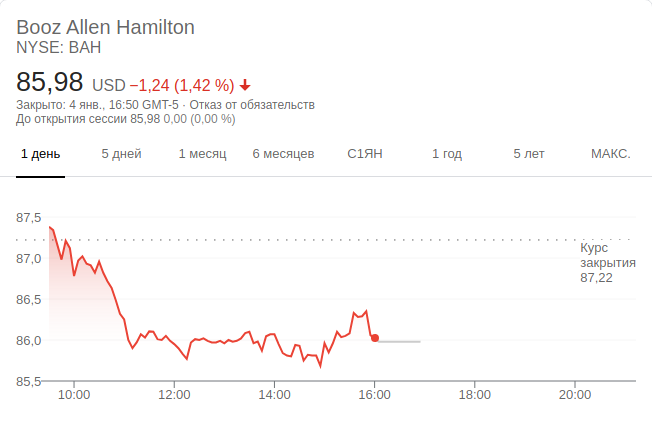 Booz Allen Hamilton
NYSE: BAH
85,98 USD −1,24 (1,42 %)
Закрыто: 4 янв., 16:50 GMT-5 · Отказ от обязательств
До открытия сессии 85,98 0,00 (0,00 %)
1 день 5 дней 1 месяц 6 месяцев С1ЯН 1 год 5 лет МАКС.
87,5
Курс
87,0
закрытия
87,22
86,5
86,0
85,5
10:00 12:00 14:00 16:00 18:00 20:00